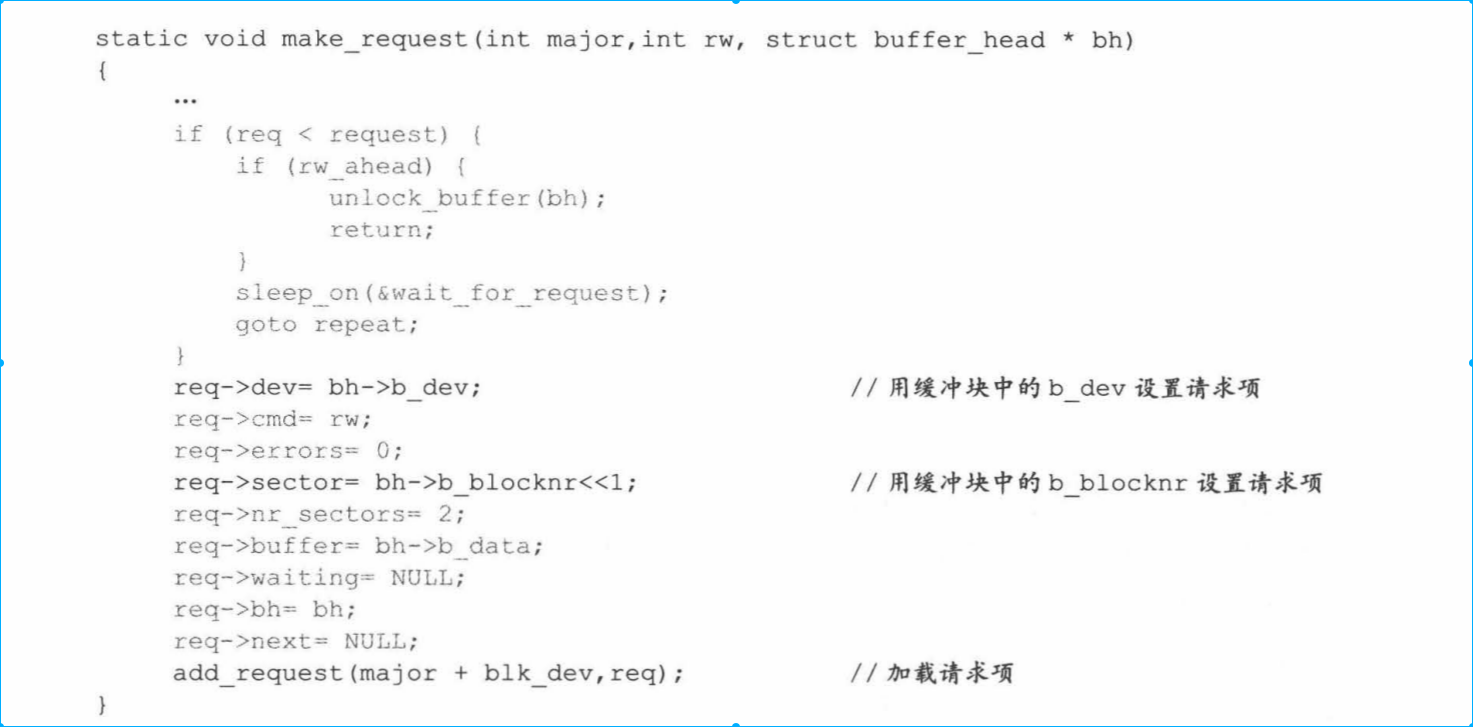 static void make_request(int major,int rw, struct buffer_head * bh)
{
…
if (req < request) {
if (rw_ahead) {
unlock_buffer(bh);
return;
}
sleep_on(&wait_for_request);
goto repeat;
}
req->dev= bh->b_dev; // 用缓冲块中的 b_dev 设置请求项
req->cmd= rw;
req->errors= 0;
req->sector= bh->b_blocknr<<1; // 用缓冲块中的 b_blocknr 设置请求项
req->nr_sectors= 2;
req->buffer= bh->b_data;
req->waiting= NULL;
req->bh= bh;
req->next= NULL;
add_request(major + blk_dev,req); // 加载请求项
}